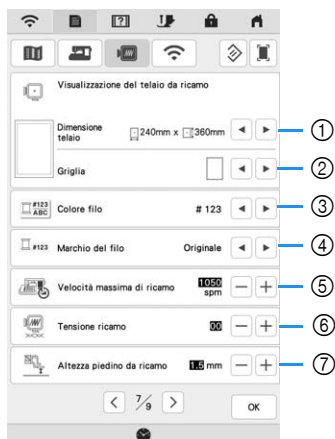 Visualizzazione del telaio da ricamo
Dimensione telaio 240mm x 360mm ①
Griglia ②
#123 ABC Colore filo # 123 ③
#123 Marchio del filo Originale ④
Velocità massima di ricamo 1050 spm ⑤
Tensione ricamo 00 ⑥
Altezza piedino da ricamo 1.5 mm ⑦
7/9 OK